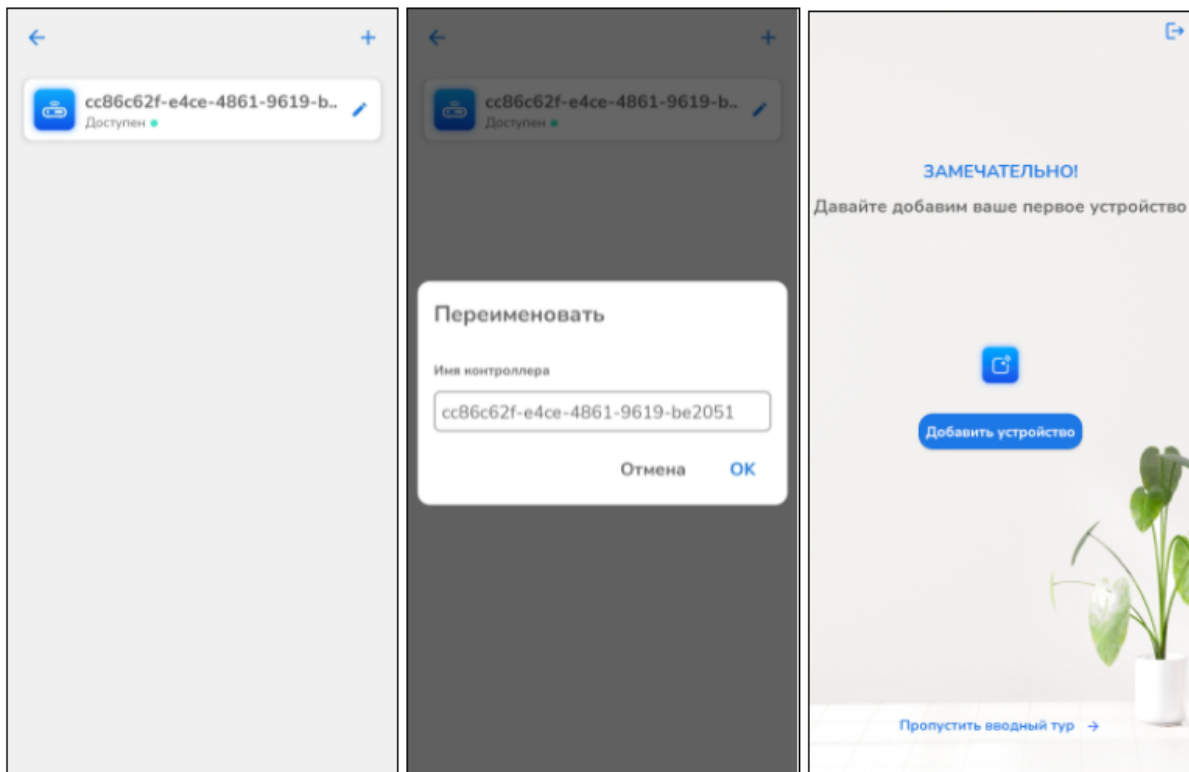 cc86c62f-e4ce-4861-9619-b..
Доступен
cc86c62f-e4ce-4861-9619-b..
Доступен
Переименовать
Имя контроллера
cc86c62f-e4ce-4861-9619-be2051
Отмена
OK
ЗАМЕЧАТЕЛЬНО!
Давайте добавим ваше первое устройство
Добавить устройство
Пропустить вводный тур →